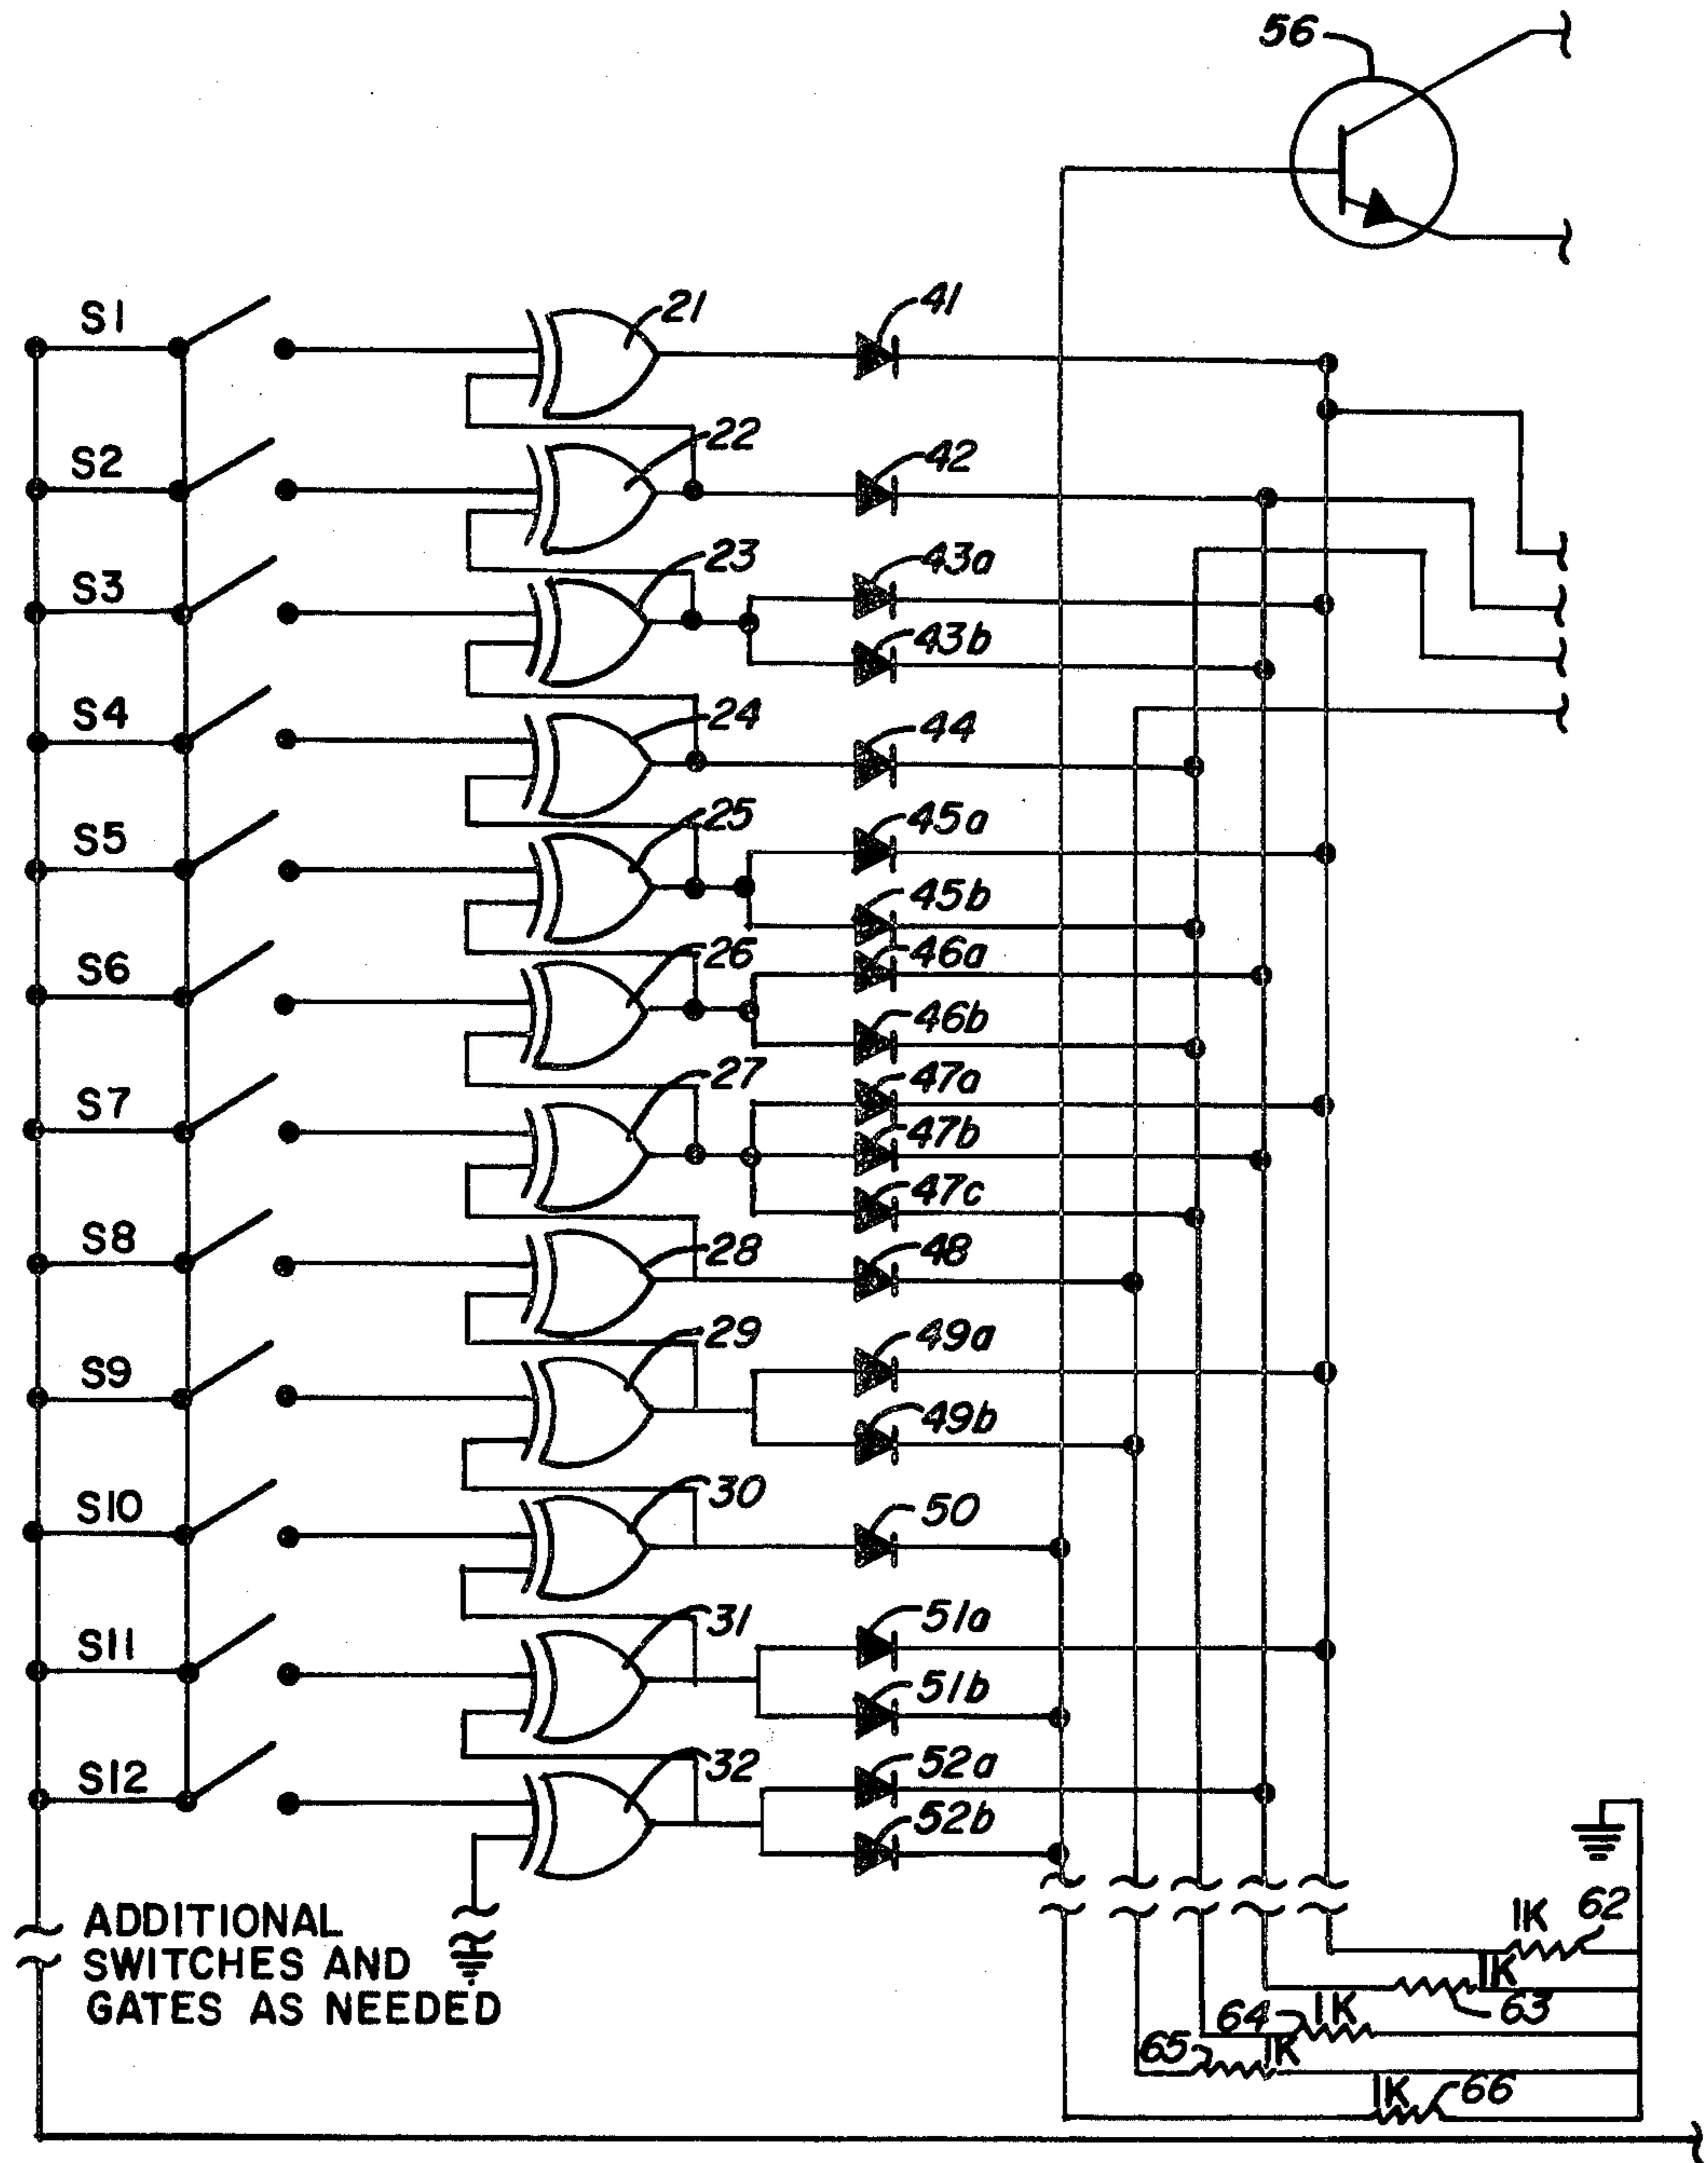 56
S1
21
41
S2
22
42
S3
23
43a
43b
S4
24
44
S5
25
45a
45b
S6
26
46a
46b
S7
27
47a
47b
47c
S8
28
48
S9
29
49a
49b
S10
30
50
S11
31
51a
51b
S12
32
52a
52b
ADDITIONAL
SWITCHES AND
GATES AS NEEDED
1K 62
1K
63
64 1K
65 1K
1K 66